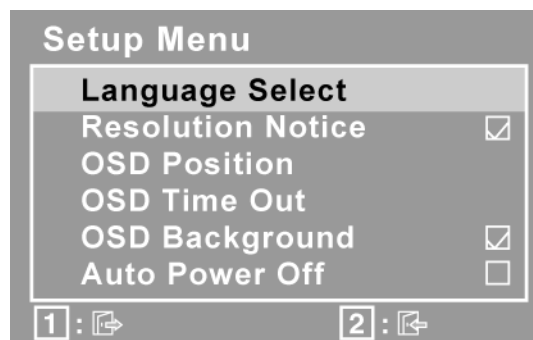 Setup Menu
Language Select
Resolution Notice
OSD Position
OSD Time Out
OSD Background
Auto Power Off
1 : 2 :